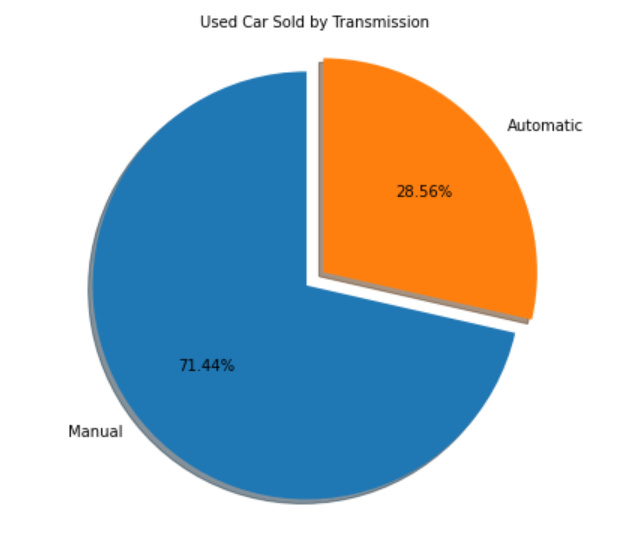 Used Car Sold by Transmission
Automatic
28.56%
71.44%
Manual